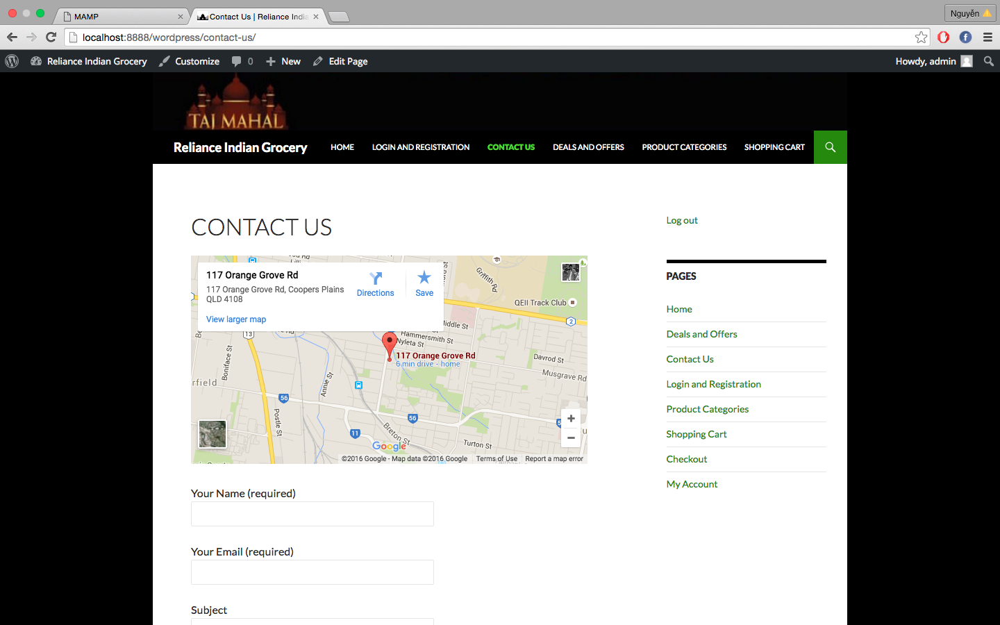 MAMP
Contact Us | Reliance India
Nguyễn
localhost:8888/wordpress/contact-us/
Reliance Indian Grocery
Customize
0
New
Edit Page
Howdy, admin
TAJ MAHAL
Reliance Indian Grocery
HOME
LOGIN AND REGISTRATION
CONTACT US
DEALS AND OFFERS
PRODUCT CATEGORIES
SHOPPING CART
CONTACT US
117 Orange Grove Rd
117 Orange Grove Rd, Coopers Plains
QLD 4108
Directions
Save
View larger map
Griffith Rd
QEII Track Club
2
13
Middle St
Hammersmith St
Nyleta St
117 Orange Grove Rd
6 min drive - home
Davrod St
Musgrave Rd
Boniface St
rfield
Annie St
56
Postle St
56
11
Breton St
Turton St
Google
©2016 Google - Map data ©2016 Google
Terms of Use
Report a map error
+
−
Your Name (required)
Your Email (required)
Subject
Log out
PAGES
Home
Deals and Offers
Contact Us
Login and Registration
Product Categories
Shopping Cart
Checkout
My Account